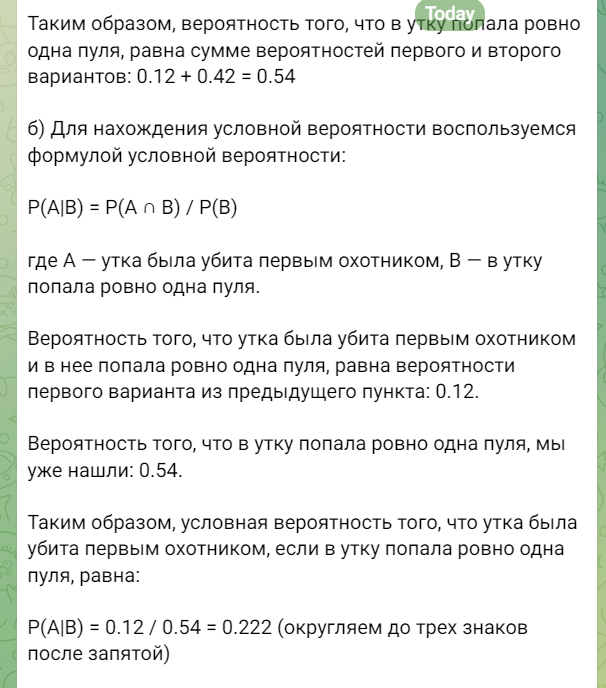 Today
Таким образом, вероятность того, что в утку попала ровно
одна пуля, равна сумме вероятностей первого и второго
вариантов: 0.12 + 0.42 = 0.54
б) Для нахождения условной вероятности воспользуемся
формулой условной вероятности:
P(A|B) = P(A ∩ B) / P(B)
где A — утка была убита первым охотником, B — в утку
попала ровно одна пуля.
Вероятность того, что утка была убита первым охотником
и в нее попала ровно одна пуля, равна вероятности
первого варианта из предыдущего пункта: 0.12.
Вероятность того, что в утку попала ровно одна пуля, мы
уже нашли: 0.54.
Таким образом, условная вероятность того, что утка была
убита первым охотником, если в утку попала ровно одна
пуля, равна:
P(A|B) = 0.12 / 0.54 = 0.222 (округляем до трех знаков
после запятой)